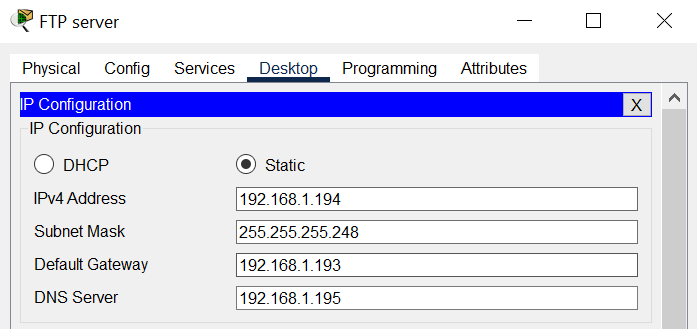 FTP server
Physical Config Services Desktop Programming Attributes
IP Configuration X
IP Configuration
DHCP Static
IPv4 Address 192.168.1.194
Subnet Mask 255.255.255.248
Default Gateway 192.168.1.193
DNS Server 192.168.1.195